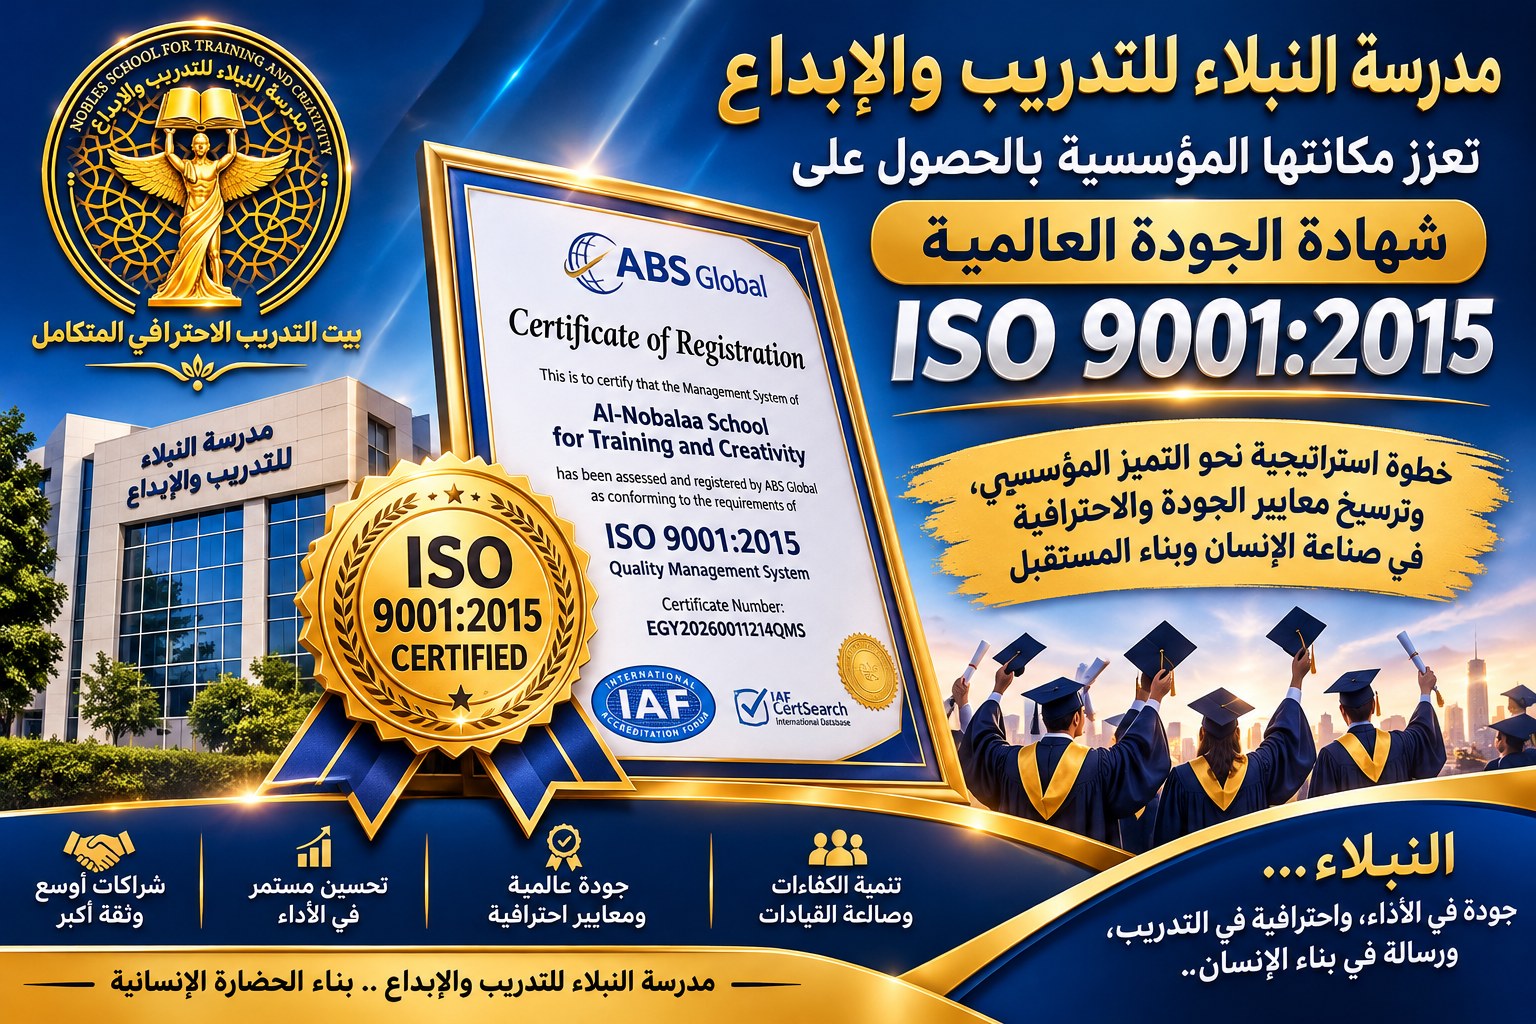 NOBLES SCHOOL FOR TRAINING AND CREATIVITY
مدرسة النبلاء للتدريب والإبداع
بيت التدريب الاحترافي المتكامل
مدرسة النبلاء للتدريب والإبداع
تعزز مكانتها المؤسسية بالحصول على
شهادة الجودة العالمية
ISO 9001:2015
خطوة استراتيجية نحو التميز المؤسسي،
وترسيخ معايير الجودة والاحترافية
في صناعة الإنسان وبناء المستقبل
مدرسة النبلاء
للتدريب والإبداع
ABS Global
Certificate of Registration
This is to certify that the Management System of
Al-Nobalaa School
for Training and Creativity
has been assessed and registered by ABS Global
as conforming to the requirements of
ISO 9001:2015
Quality Management System
Certificate Number:
EGY20260011214QMS
INTERNATIONAL
IAF
ACCREDITATION FORUM
IAF
CertSearch
International Database
ISO
9001:2015
CERTIFIED
شراكات أوسع
وثقة أكبر
تحسين مستمر
في الأداء
جودة عالمية
ومعايير احترافية
تنمية الكفاءات
وصالعة القيادات
النبلاء...
جودة في الأداء، واحترافية في التدريب،
ورسالة في بناء الإنسان..
مدرسة النبلاء للتدريب والإبداع .. بناء الحضارة الإنسانية